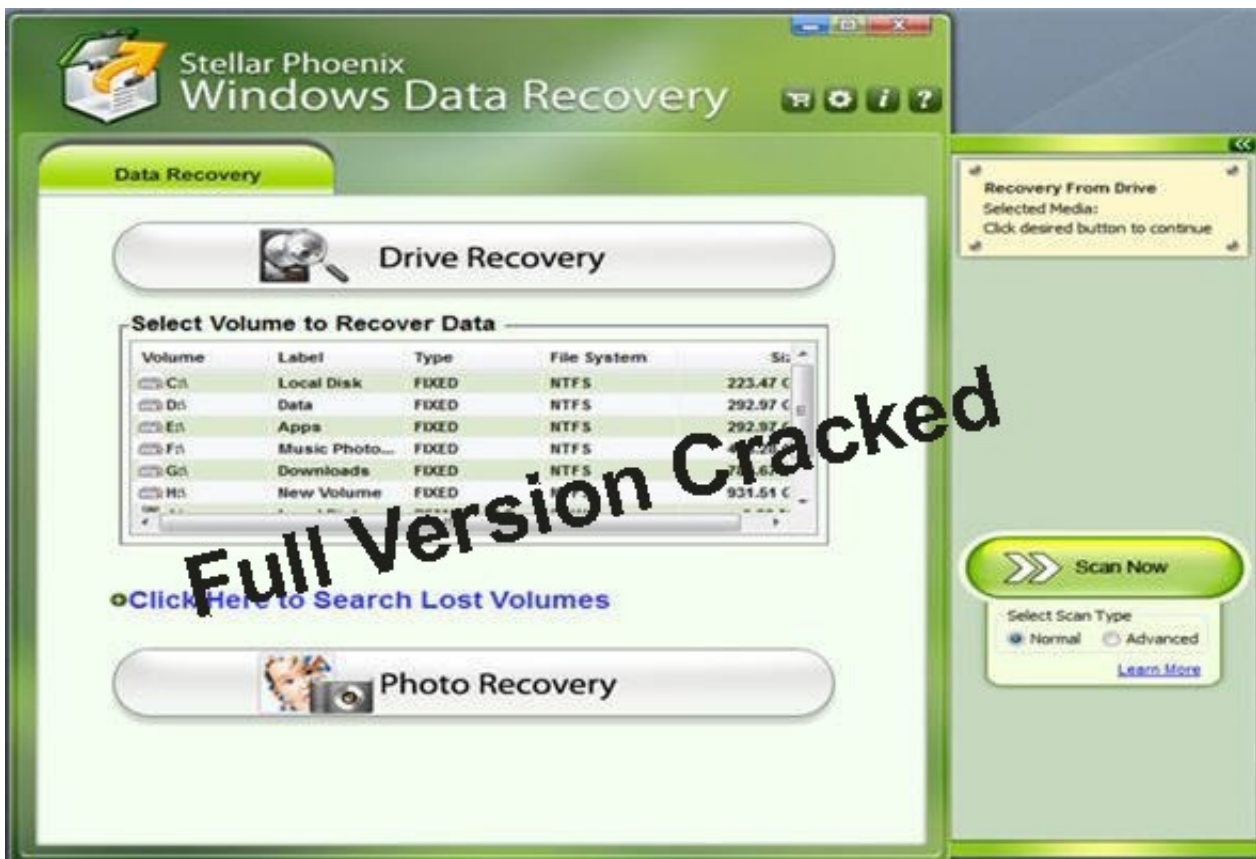 Stellar Phoenix
Windows Data Recovery
Data Recovery
Drive Recovery
Select Volume to Recover Data
Volume Label Type File System
C:\ Local Disk FIXED NTFS 223.47
D:\ Data FIXED NTFS 292.97
E:\ Apps FIXED NTFS 292.97
F:\ Music Photo... FIXED NTFS
G:\ Downloads FIXED NTFS
H:\ New Volume FIXED 931.51
Click Here to Search Lost Volumes
Photo Recovery
Full Version Cracked
Recovery From Drive
Selected Media:
Click desired button to continue
Scan Now
Select Scan Type
Normal Advanced
Learn More